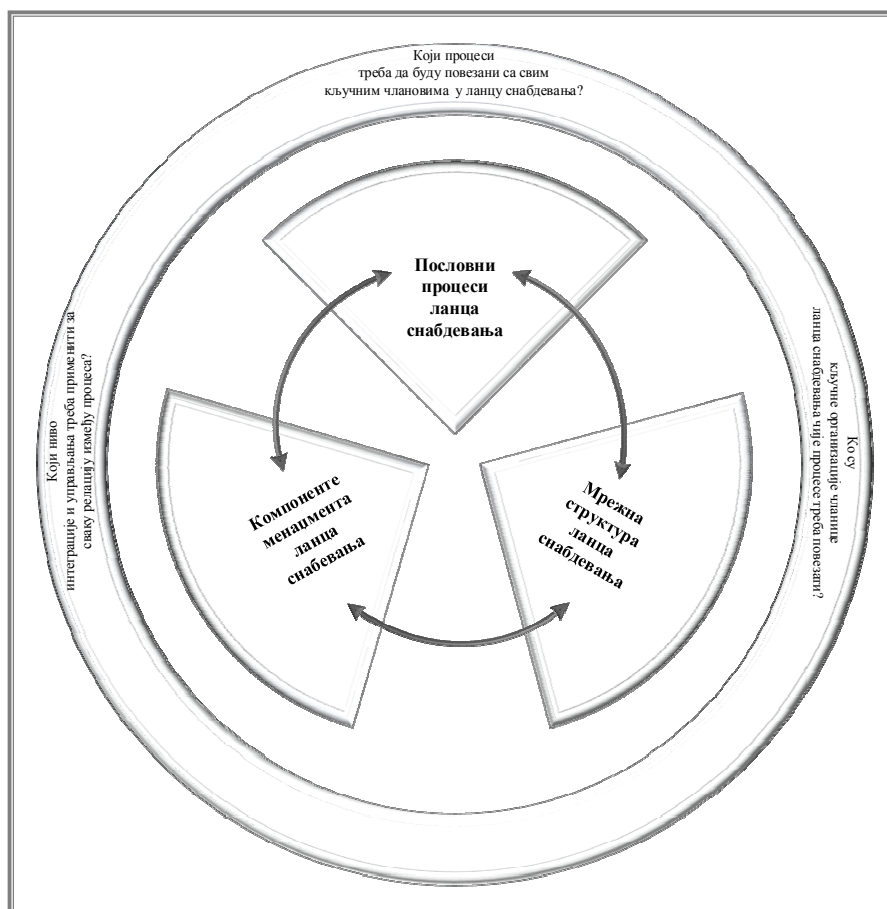 Који процеси
треба да буду повезани са свим
кључним члановима у ланцу снабдевања?
Пословни
процеси
ланца
снабдевања
Који ниво
интеграције и управљања треба применити за
сваку релацију између процеса?
Ко су
кључне организације чланице
ланца снабдевања чије процесе треба повезати?
Компоненте
менаџмента
ланца
снабевања
Мрежна
структура
ланца
снабдевања